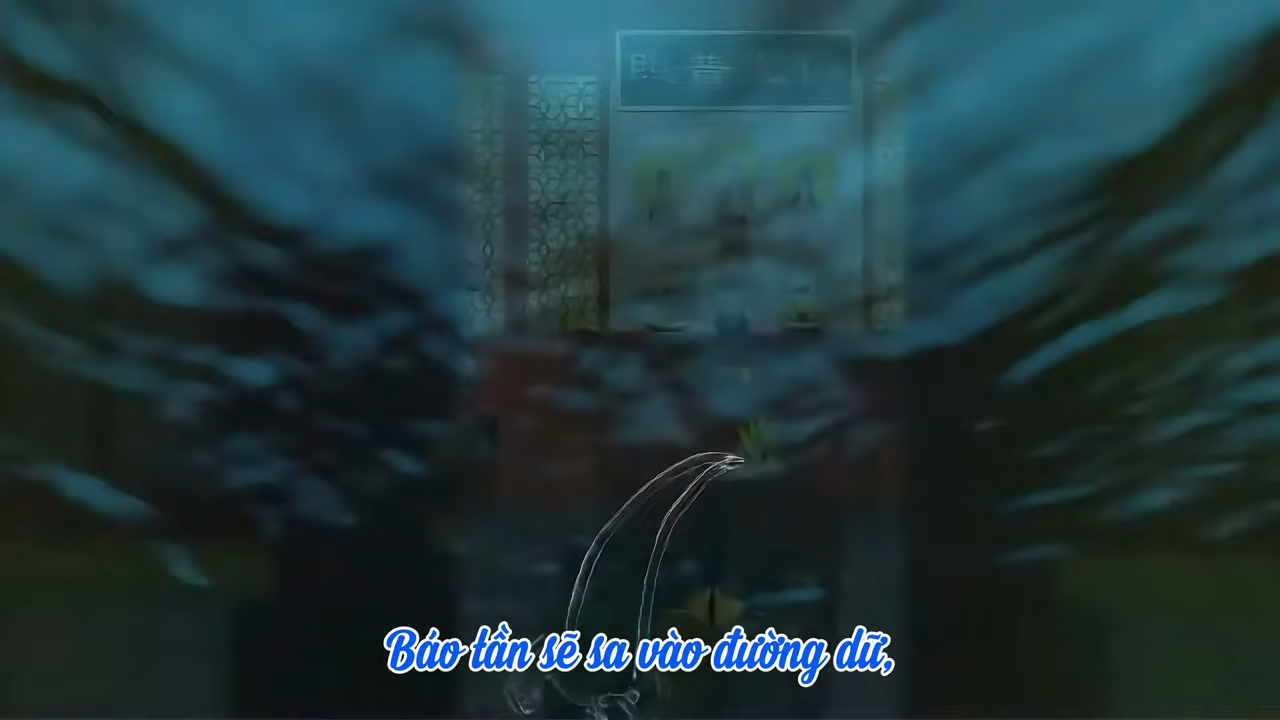 Báo tần sẽ sa vào đường dữ,